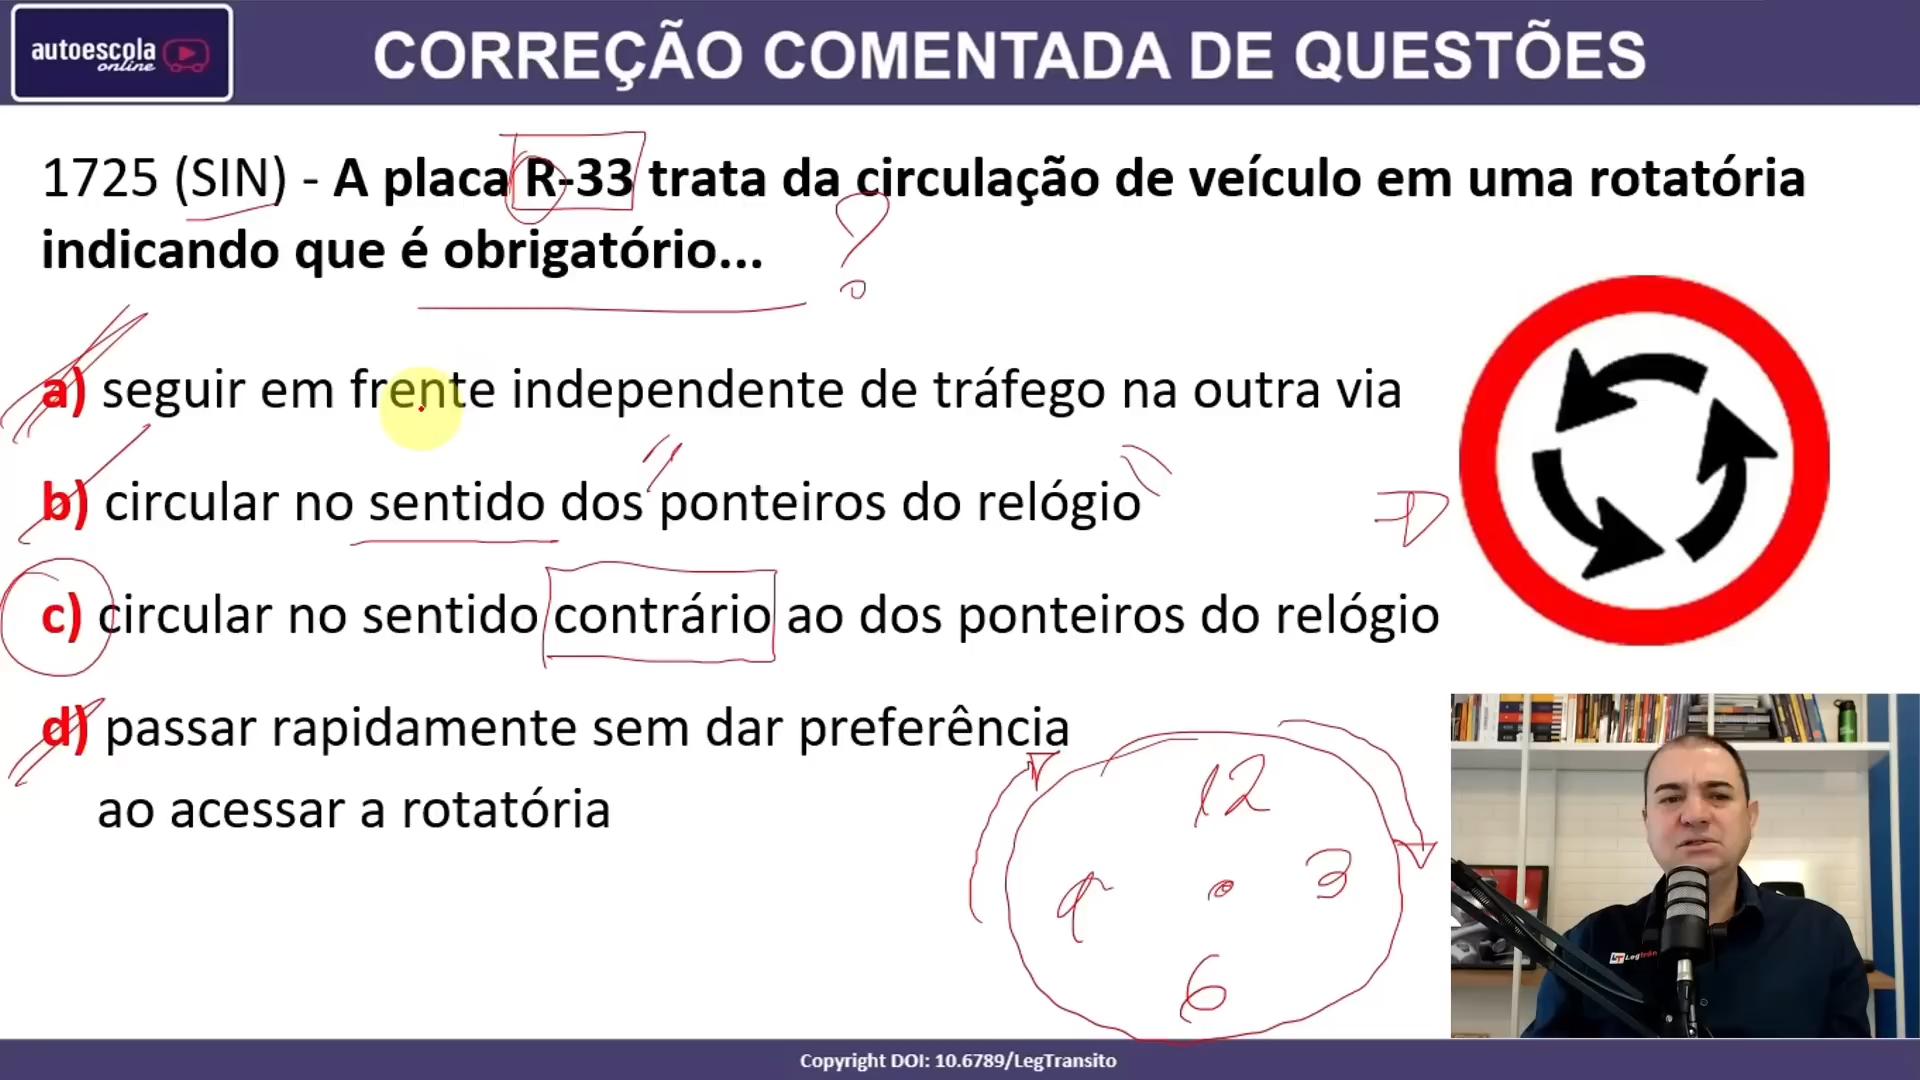 autoescola
online
CORREÇÃO COMENTADA DE QUESTÕES
1725 (SIN) - A placa R-33 trata da circulação de veículo em uma rotatória
indicando que é obrigatório...
?
a) seguir em frente independente de tráfego na outra via
b) circular no sentido dos ponteiros do relógio
c) circular no sentido contrário ao dos ponteiros do relógio
d) passar rapidamente sem dar preferência
ao acessar a rotatória
12
9
3
6
LT Legtrân
Copyright DOI: 10.6789/LegTransito